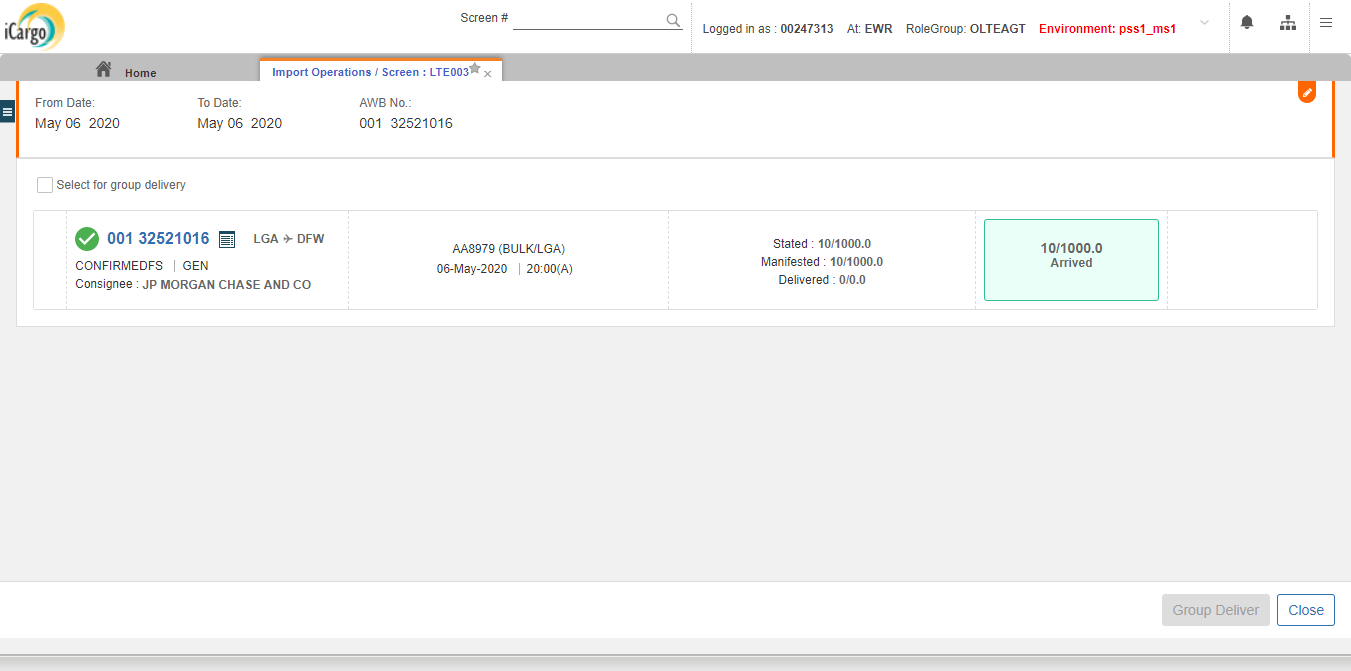 iCargo
Screen #
Logged in as : 00247313 At: EWR RoleGroup: OLTEAGT Environment: pss1_ms1
Home
Import Operations / Screen : LTE003
From Date:
May 06 2020
To Date:
May 06 2020
AWB No.:
001 32521016
Select for group delivery
001 32521016 LGA DFW
CONFIRMEDFS | GEN
Consignee : JP MORGAN CHASE AND CO
AA8979 (BULK/LGA)
06-May-2020 | 20:00(A)
Stated : 10/1000.0
Manifested : 10/1000.0
Delivered : 0/0.0
10/1000.0
Arrived
Group Deliver
Close